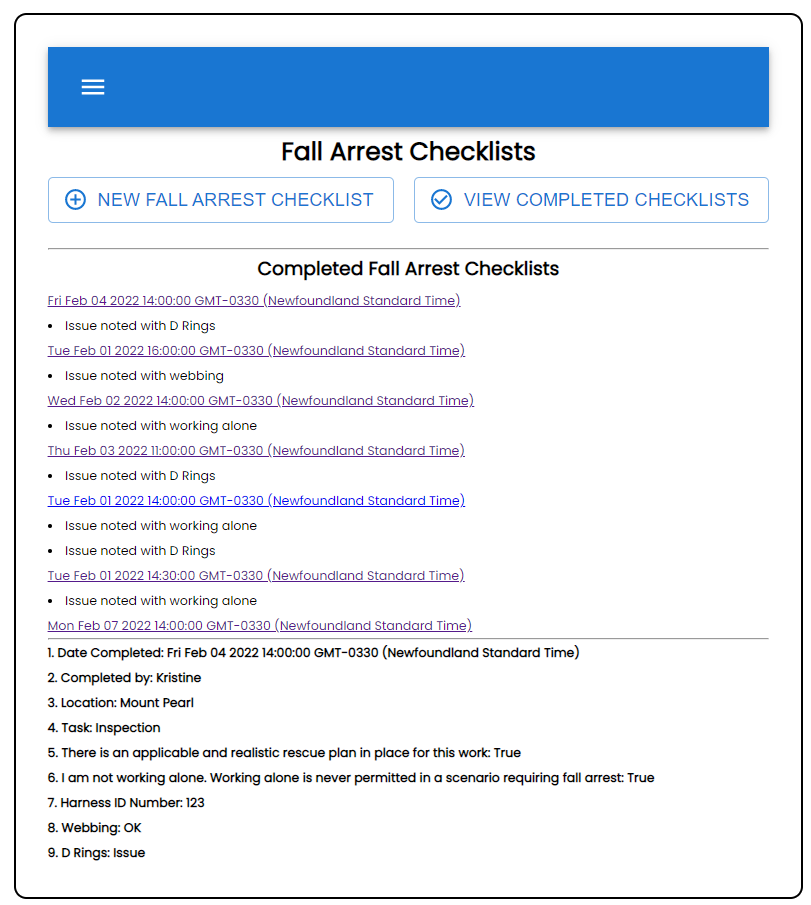 Fall Arrest Checklists
NEW FALL ARREST CHECKLIST
VIEW COMPLETED CHECKLISTS
Completed Fall Arrest Checklists
Fri Feb 04 2022 14:00:00 GMT-0330 (Newfoundland Standard Time)
• Issue noted with D Rings
Tue Feb 01 2022 16:00:00 GMT-0330 (Newfoundland Standard Time)
• Issue noted with webbing
Wed Feb 02 2022 14:00:00 GMT-0330 (Newfoundland Standard Time)
• Issue noted with working alone
Thu Feb 03 2022 11:00:00 GMT-0330 (Newfoundland Standard Time)
• Issue noted with D Rings
Tue Feb 01 2022 14:00:00 GMT-0330 (Newfoundland Standard Time)
• Issue noted with working alone
• Issue noted with D Rings
Tue Feb 01 2022 14:30:00 GMT-0330 (Newfoundland Standard Time)
• Issue noted with working alone
Mon Feb 07 2022 14:00:00 GMT-0330 (Newfoundland Standard Time)
1. Date Completed: Fri Feb 04 2022 14:00:00 GMT-0330 (Newfoundland Standard Time)
2. Completed by: Kristine
3. Location: Mount Pearl
4. Task: Inspection
5. There is an applicable and realistic rescue plan in place for this work: True
6. I am not working alone. Working alone is never permitted in a scenario requiring fall arrest: True
7. Harness ID Number: 123
8. Webbing: OK
9. D Rings: Issue